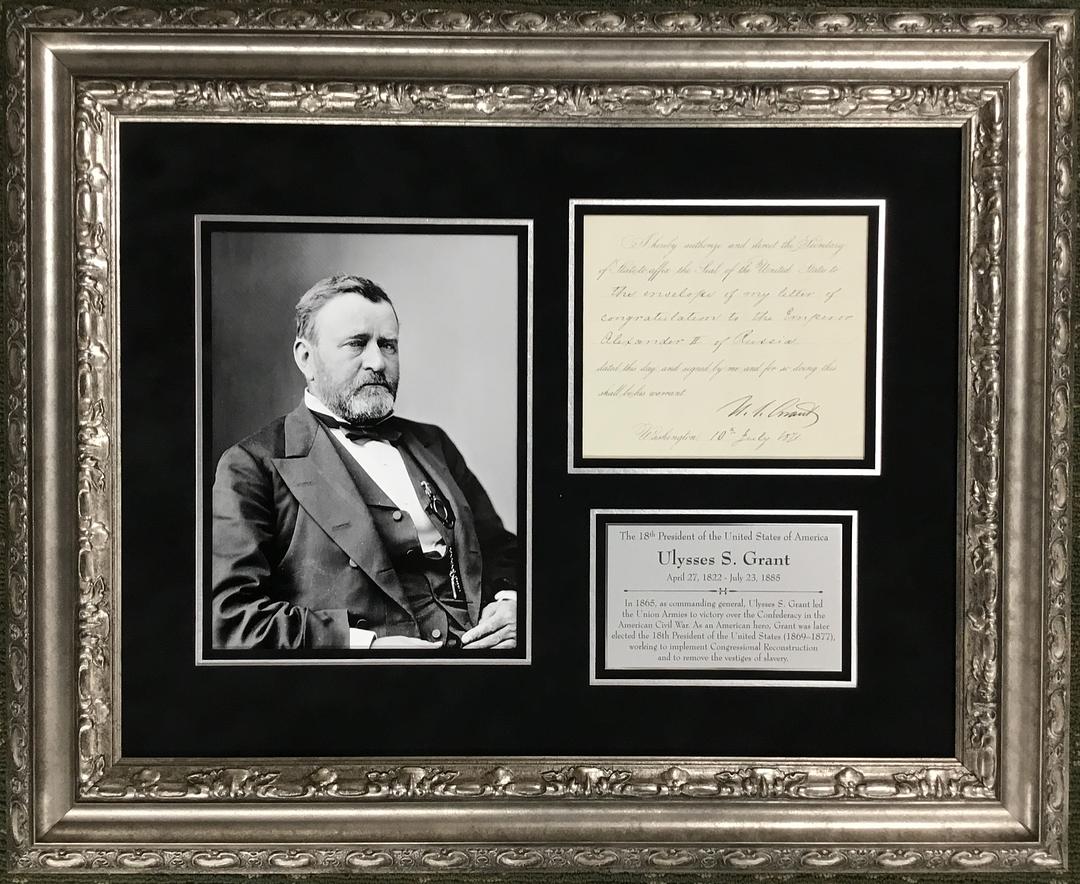 I hereby authorize and direct the Secretary
of State to affix the Seal of the United States to
the envelope of my letter of
congratulation to the Emperor
Alexander II of Russia
dated this day and signed by me and for so doing this
shall be his warrant.
U. S. Grant
Washington, 10th July 1871
The 18th President of the United States of America
Ulysses S. Grant
April 27, 1822 - July 23, 1885
In 1865, as commanding general, Ulysses S. Grant led
the Union Armies to victory over the Confederacy in the
American Civil War. As an American hero, Grant was later
elected the 18th President of the United States (1869–1877),
working to implement Congressional Reconstruction
and to remove the vestiges of slavery.